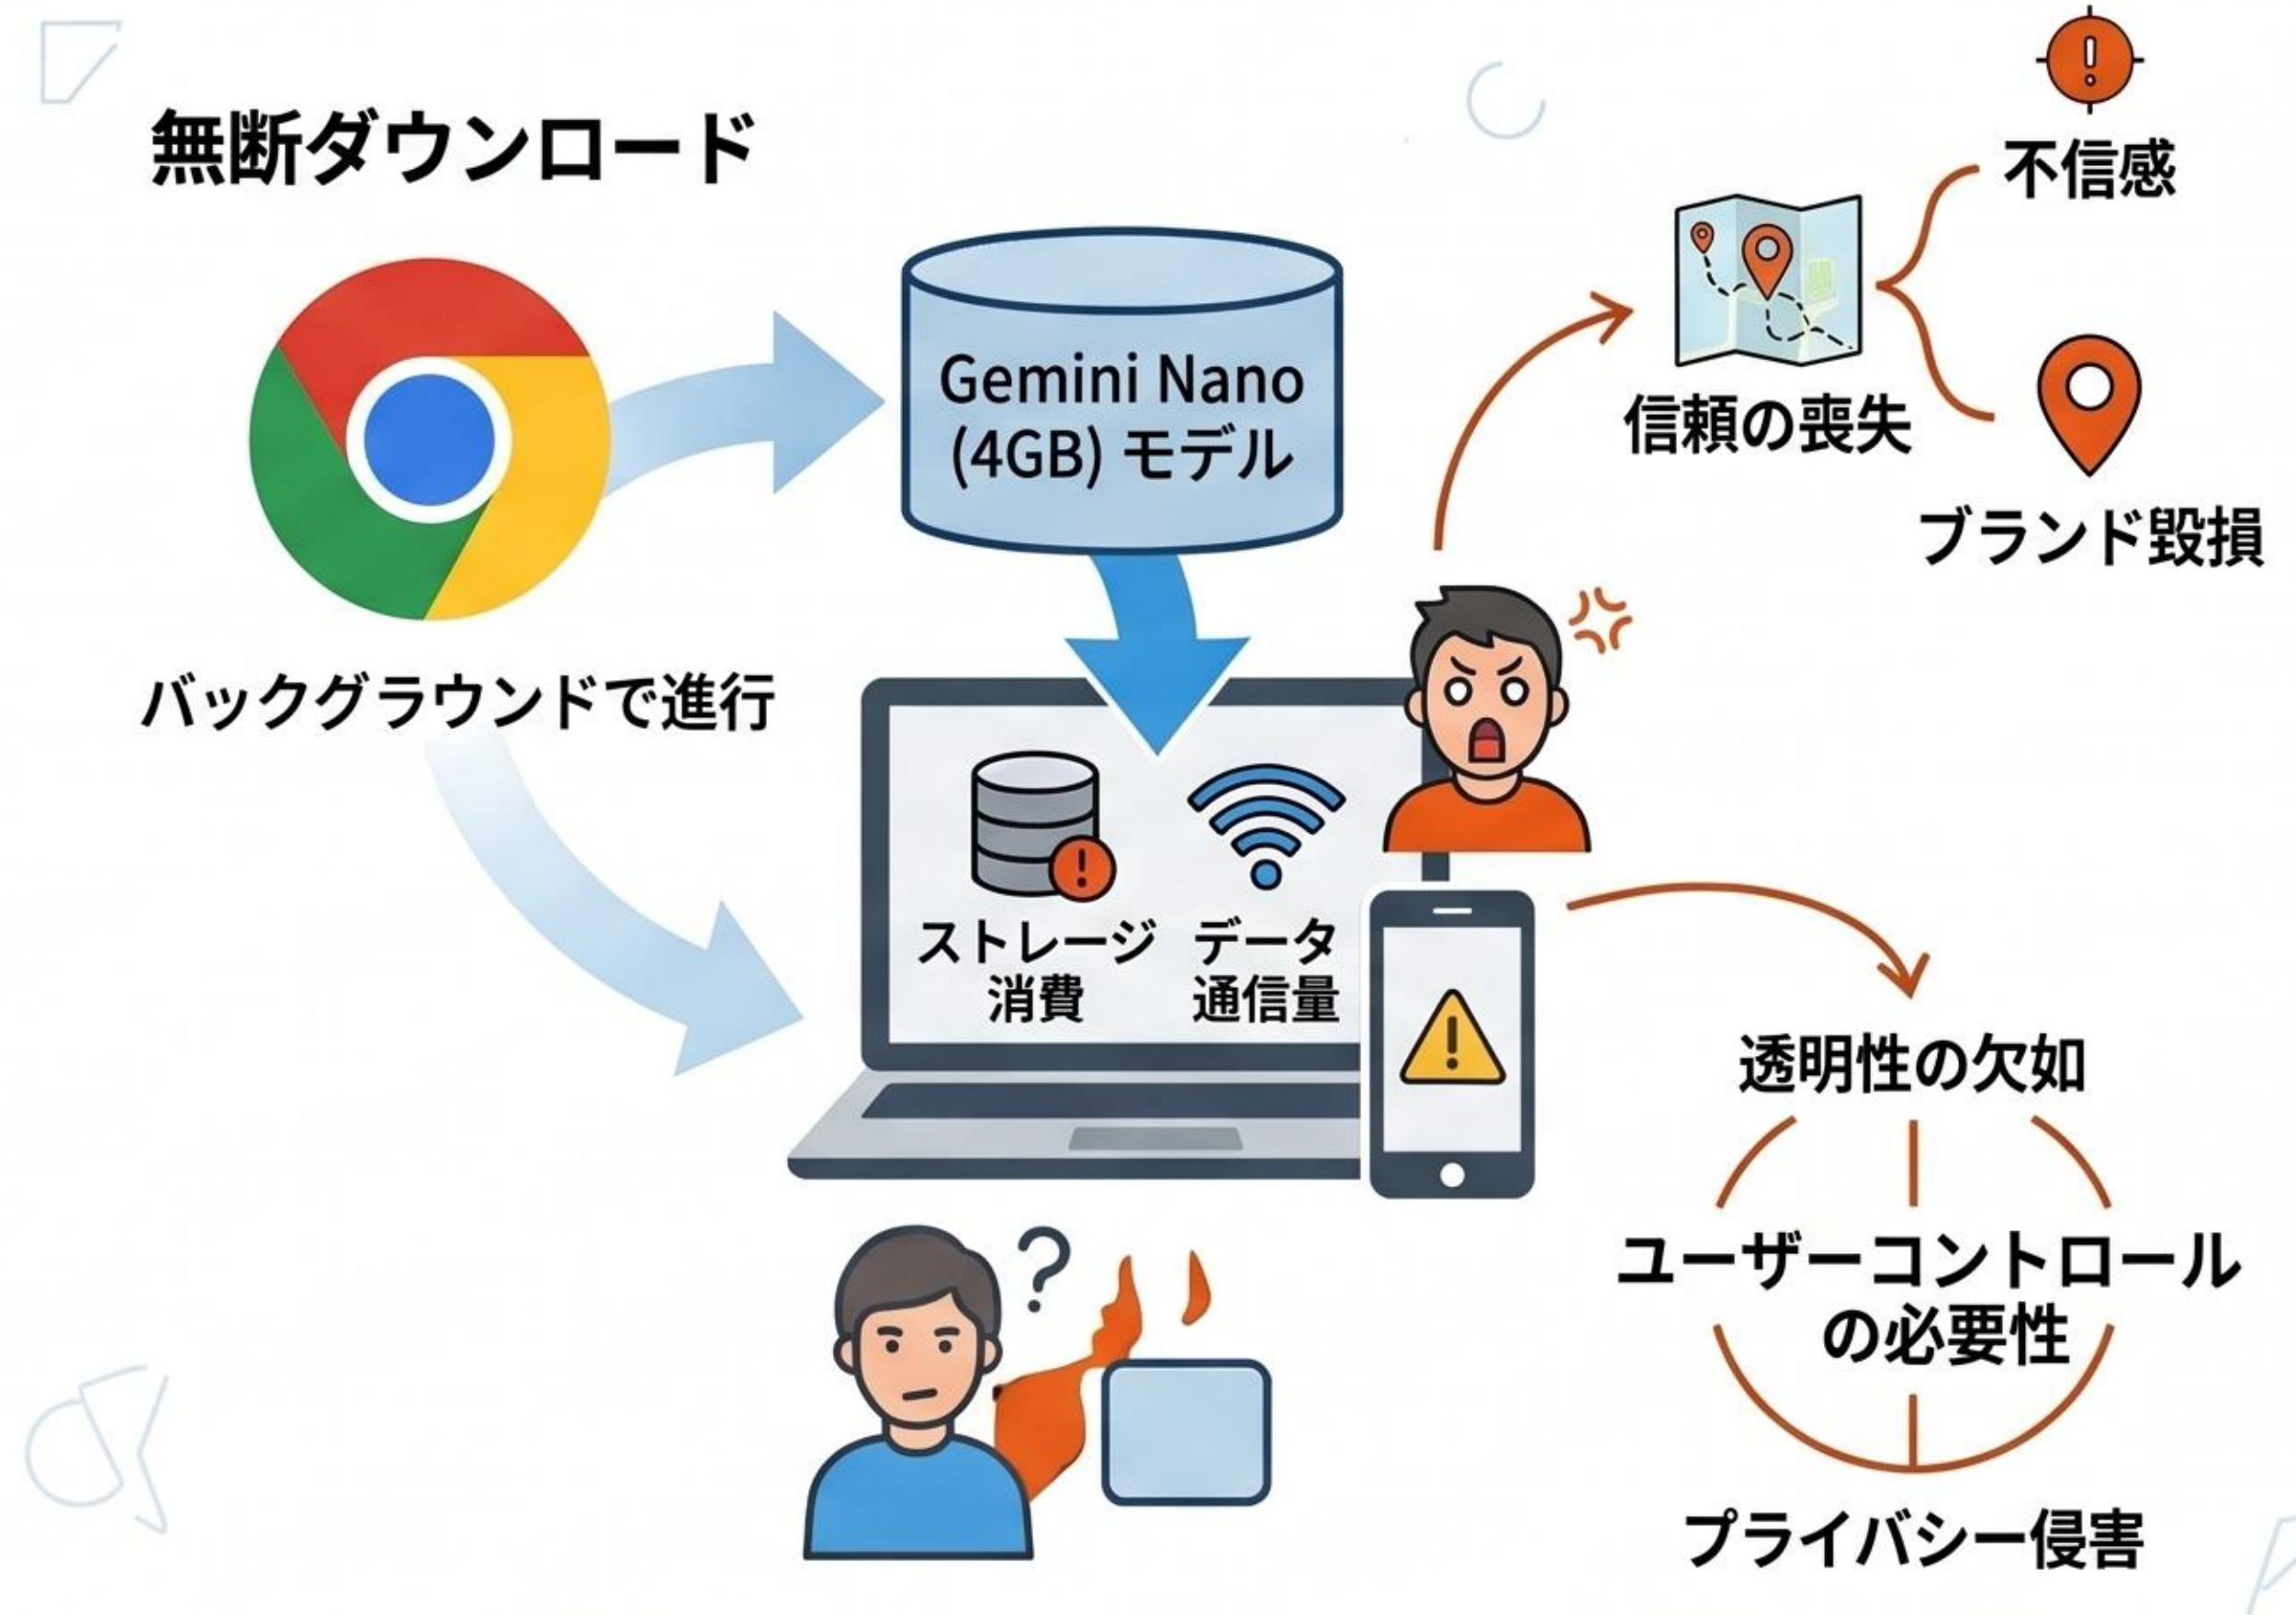 無断ダウンロード
バックグラウンドで進行
Gemini Nano
(4GB) モデル
ストレージ
消費
データ
通信量
不信感
信頼の喪失
ブランド毀損
透明性の欠如
ユーザーコントロール
の必要性
プライバシー侵害